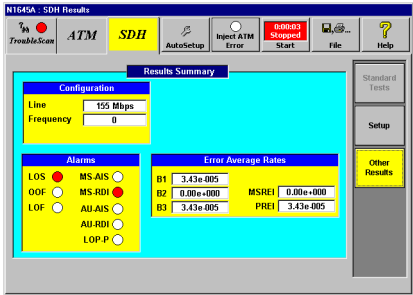 N1645A : SDH Results
TroubleScan
ATM
SDH
AutoSetup
Inject ATM
Error
0:00:03
Stopped
Start
File
Help
Results Summary
Configuration
Line 155 Mbps
Frequency 0
Alarms
LOS MS-AIS
OOF MS-RDI
LOF AU-AIS
AU-RDI
LOP-P
Error Average Rates
B1 3.43e-005
B2 0.00e+000 MSREI 0.00e+000
B3 3.43e-005 PREI 3.43e-005
Standard
Tests
Setup
Other
Results